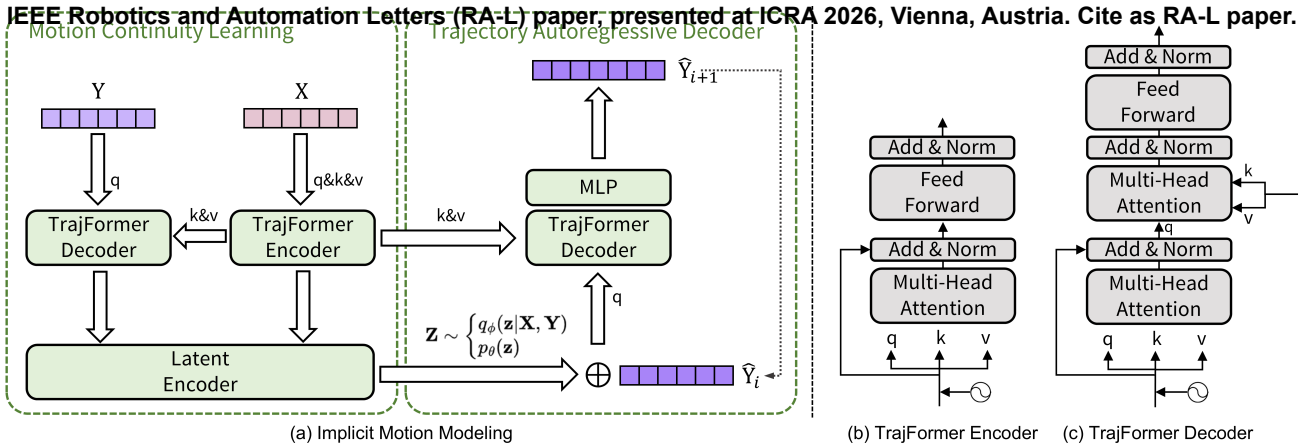 IEEE Robotics and Automation Letters (RA-L) paper, presented at ICRA 2026, Vienna, Austria. Cite as RA-L paper.
Motion Continuity Learning
Trajectory Autoregressive Decoder
Y
X
q
q&k&v
TrajFormer
Decoder
k&v
TrajFormer
Encoder
k&v
Latent
Encoder
Ŷi+1
MLP
TrajFormer
Decoder
q
Z ~ { qϕ(z|X, Y)
pθ(z)
Ŷi
(a) Implicit Motion Modeling
Add & Norm
Feed
Forward
Add & Norm
Multi-Head
Attention
q k v
(b) TrajFormer Encoder
Add & Norm
Feed
Forward
Add & Norm
Multi-Head
Attention
k
v
q
Add & Norm
Multi-Head
Attention
q k v
(c) TrajFormer Decoder